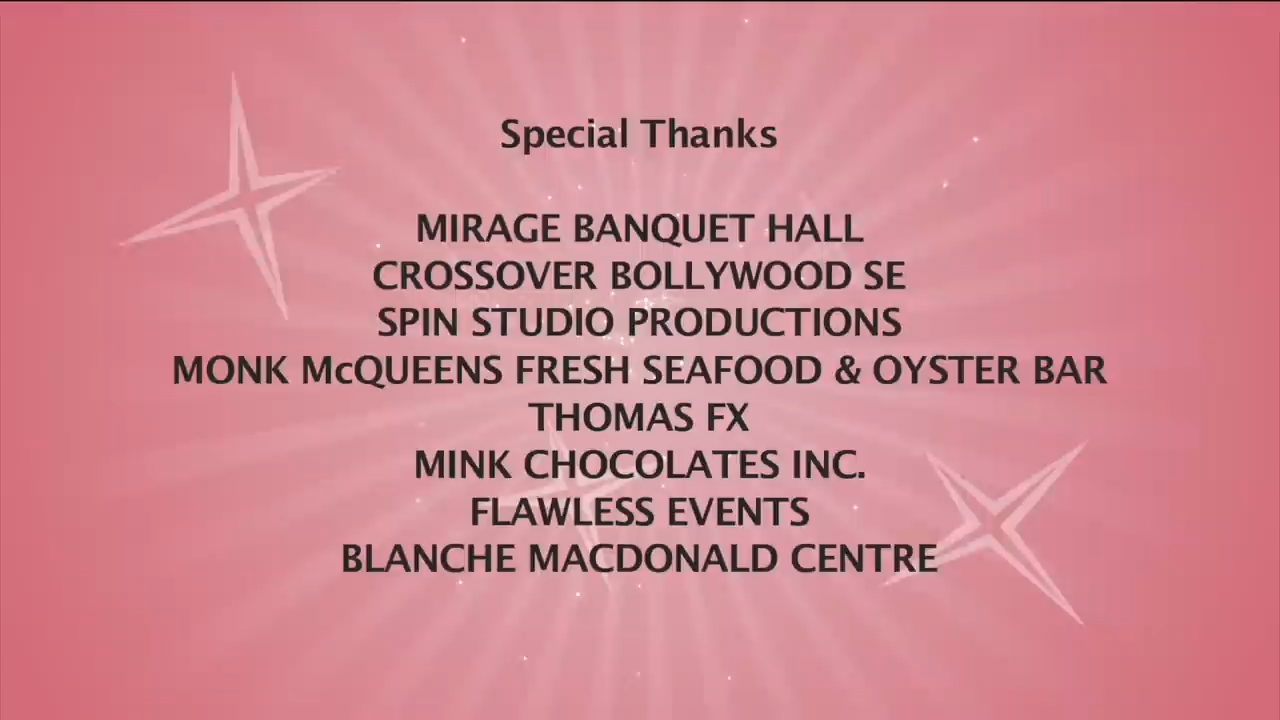 Special Thanks
MIRAGE BANQUET HALL
CROSSOVER BOLLYWOOD SE
SPIN STUDIO PRODUCTIONS
MONK McQUEENS FRESH SEAFOOD & OYSTER BAR
THOMAS FX
MINK CHOCOLATES INC.
FLAWLESS EVENTS
BLANCHE MACDONALD CENTRE